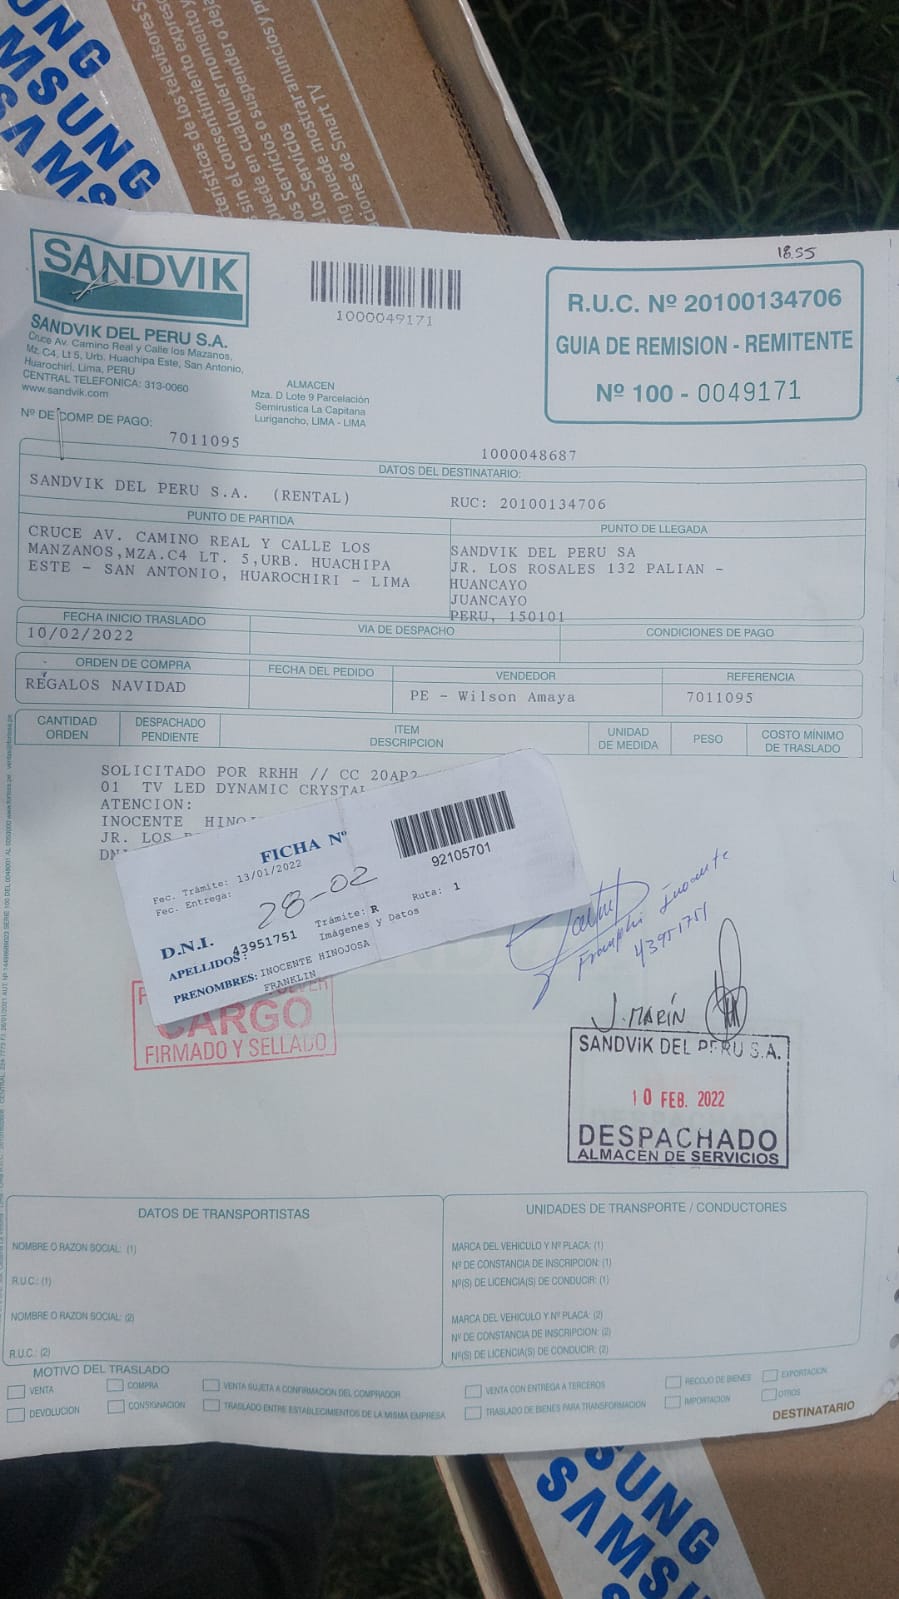 SAMSUNG
SAMSUNG
SANDVIK
SANDVIK DEL PERU S.A.
Cruce Av. Camino Real y Calle los Mazanos,
Mz. C4, Lt 5, Urb. Huachipa Este, San Antonio,
Huarochiri, Lima, PERU
CENTRAL TELEFONICA: 313-0060
www.sandvik.com
1000049171
ALMACEN
Mza. D Lote 9 Parcelación
Semirustica La Capitana
Lurigancho, LIMA - LIMA
18.55
R.U.C. Nº 20100134706
GUIA DE REMISION - REMITENTE
Nº 100 - 0049171
Nº DE COMP. DE PAGO:
7011095
1000048687
DATOS DEL DESTINATARIO:
SANDVIK DEL PERU S.A. (RENTAL)
RUC: 20100134706
PUNTO DE PARTIDA
CRUCE AV. CAMINO REAL Y CALLE LOS
MANZANOS,MZA.C4 LT. 5,URB. HUACHIPA
ESTE - SAN ANTONIO, HUAROCHIRI - LIMA
PUNTO DE LLEGADA
SANDVIK DEL PERU SA
JR. LOS ROSALES 132 PALIAN -
HUANCAYO
JUANCAYO
PERU, 150101
FECHA INICIO TRASLADO
10/02/2022
VIA DE DESPACHO
CONDICIONES DE PAGO
ORDEN DE COMPRA
REGALOS NAVIDAD
FECHA DEL PEDIDO
VENDEDOR
PE - Wilson Amaya
REFERENCIA
7011095
CANTIDAD ORDEN
DESPACHADO PENDIENTE
ITEM DESCRIPCION
UNIDAD DE MEDIDA
PESO
COSTO MÍNIMO DE TRASLADO
SOLICITADO POR RRHH // CC 20AP2
01 TV LED DYNAMIC CRYSTAL
ATENCION:
INOCENTE
JR. LOS
FICHA Nº
92105701
Fec. Trámite: 13/01/2022
Fec. Entrega:
28-02
D.N.I. 43951751
Trámite: R
Ruta: 1
Imágenes y Datos
APELLIDOS:
INOCENTE HINOJOSA
PRENOMBRES:
FRANKLIN
Inocente
43951751
CARGO
FIRMADO Y SELLADO
J. MARÍN
SANDVIK DEL PERU S.A.
10 FEB. 2022
DESPACHADO
ALMACEN DE SERVICIOS
DATOS DE TRANSPORTISTAS
NOMBRE O RAZON SOCIAL: (1)
R.U.C.: (1)
NOMBRE O RAZON SOCIAL: (2)
R.U.C.: (2)
UNIDADES DE TRANSPORTE / CONDUCTORES
MARCA DEL VEHICULO Y Nº PLACA: (1)
Nº DE CONSTANCIA DE INSCRIPCION: (1)
Nº(S) DE LICENCIA(S) DE CONDUCIR: (1)
MARCA DEL VEHICULO Y Nº PLACA: (2)
Nº DE CONSTANCIA DE INSCRIPCION: (2)
Nº(S) DE LICENCIA(S) DE CONDUCIR: (2)
MOTIVO DEL TRASLADO
VENTA
COMPRA
VENTA SUJETA A CONFIRMACION DEL COMPRADOR
VENTA CON ENTREGA A TERCEROS
RECOJO DE BIENES
EXPORTACION
DEVOLUCION
CONSIGNACION
TRASLADO ENTRE ESTABLECIMIENTOS DE LA MISMA EMPRESA
TRASLADO DE BIENES PARA TRANSFORMACION
IMPORTACION
OTROS
DESTINATARIO
SUNG
SAMS